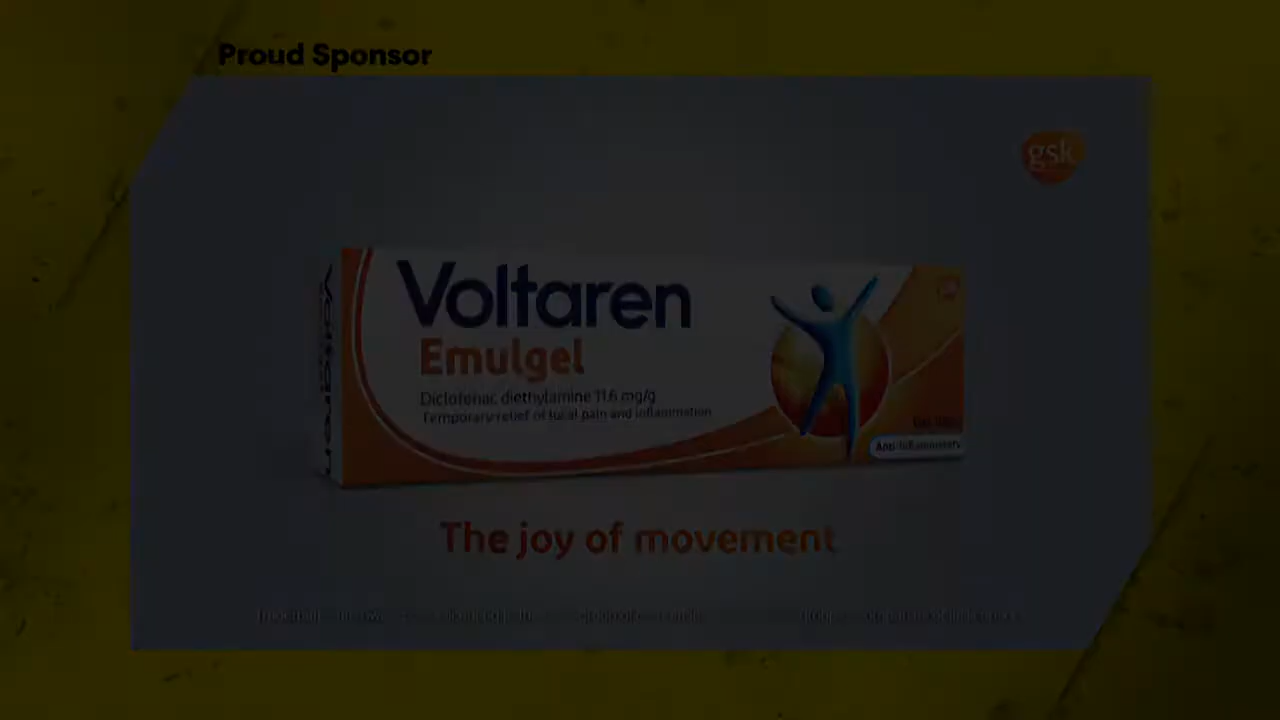 Proud Sponsor
gsk
Voltaren
Voltaren
Emulgel
Diclofenac diethylamine 11.6 mg/g
Temporary relief of local pain and inflammation
Anti-inflammatory
The joy of movement